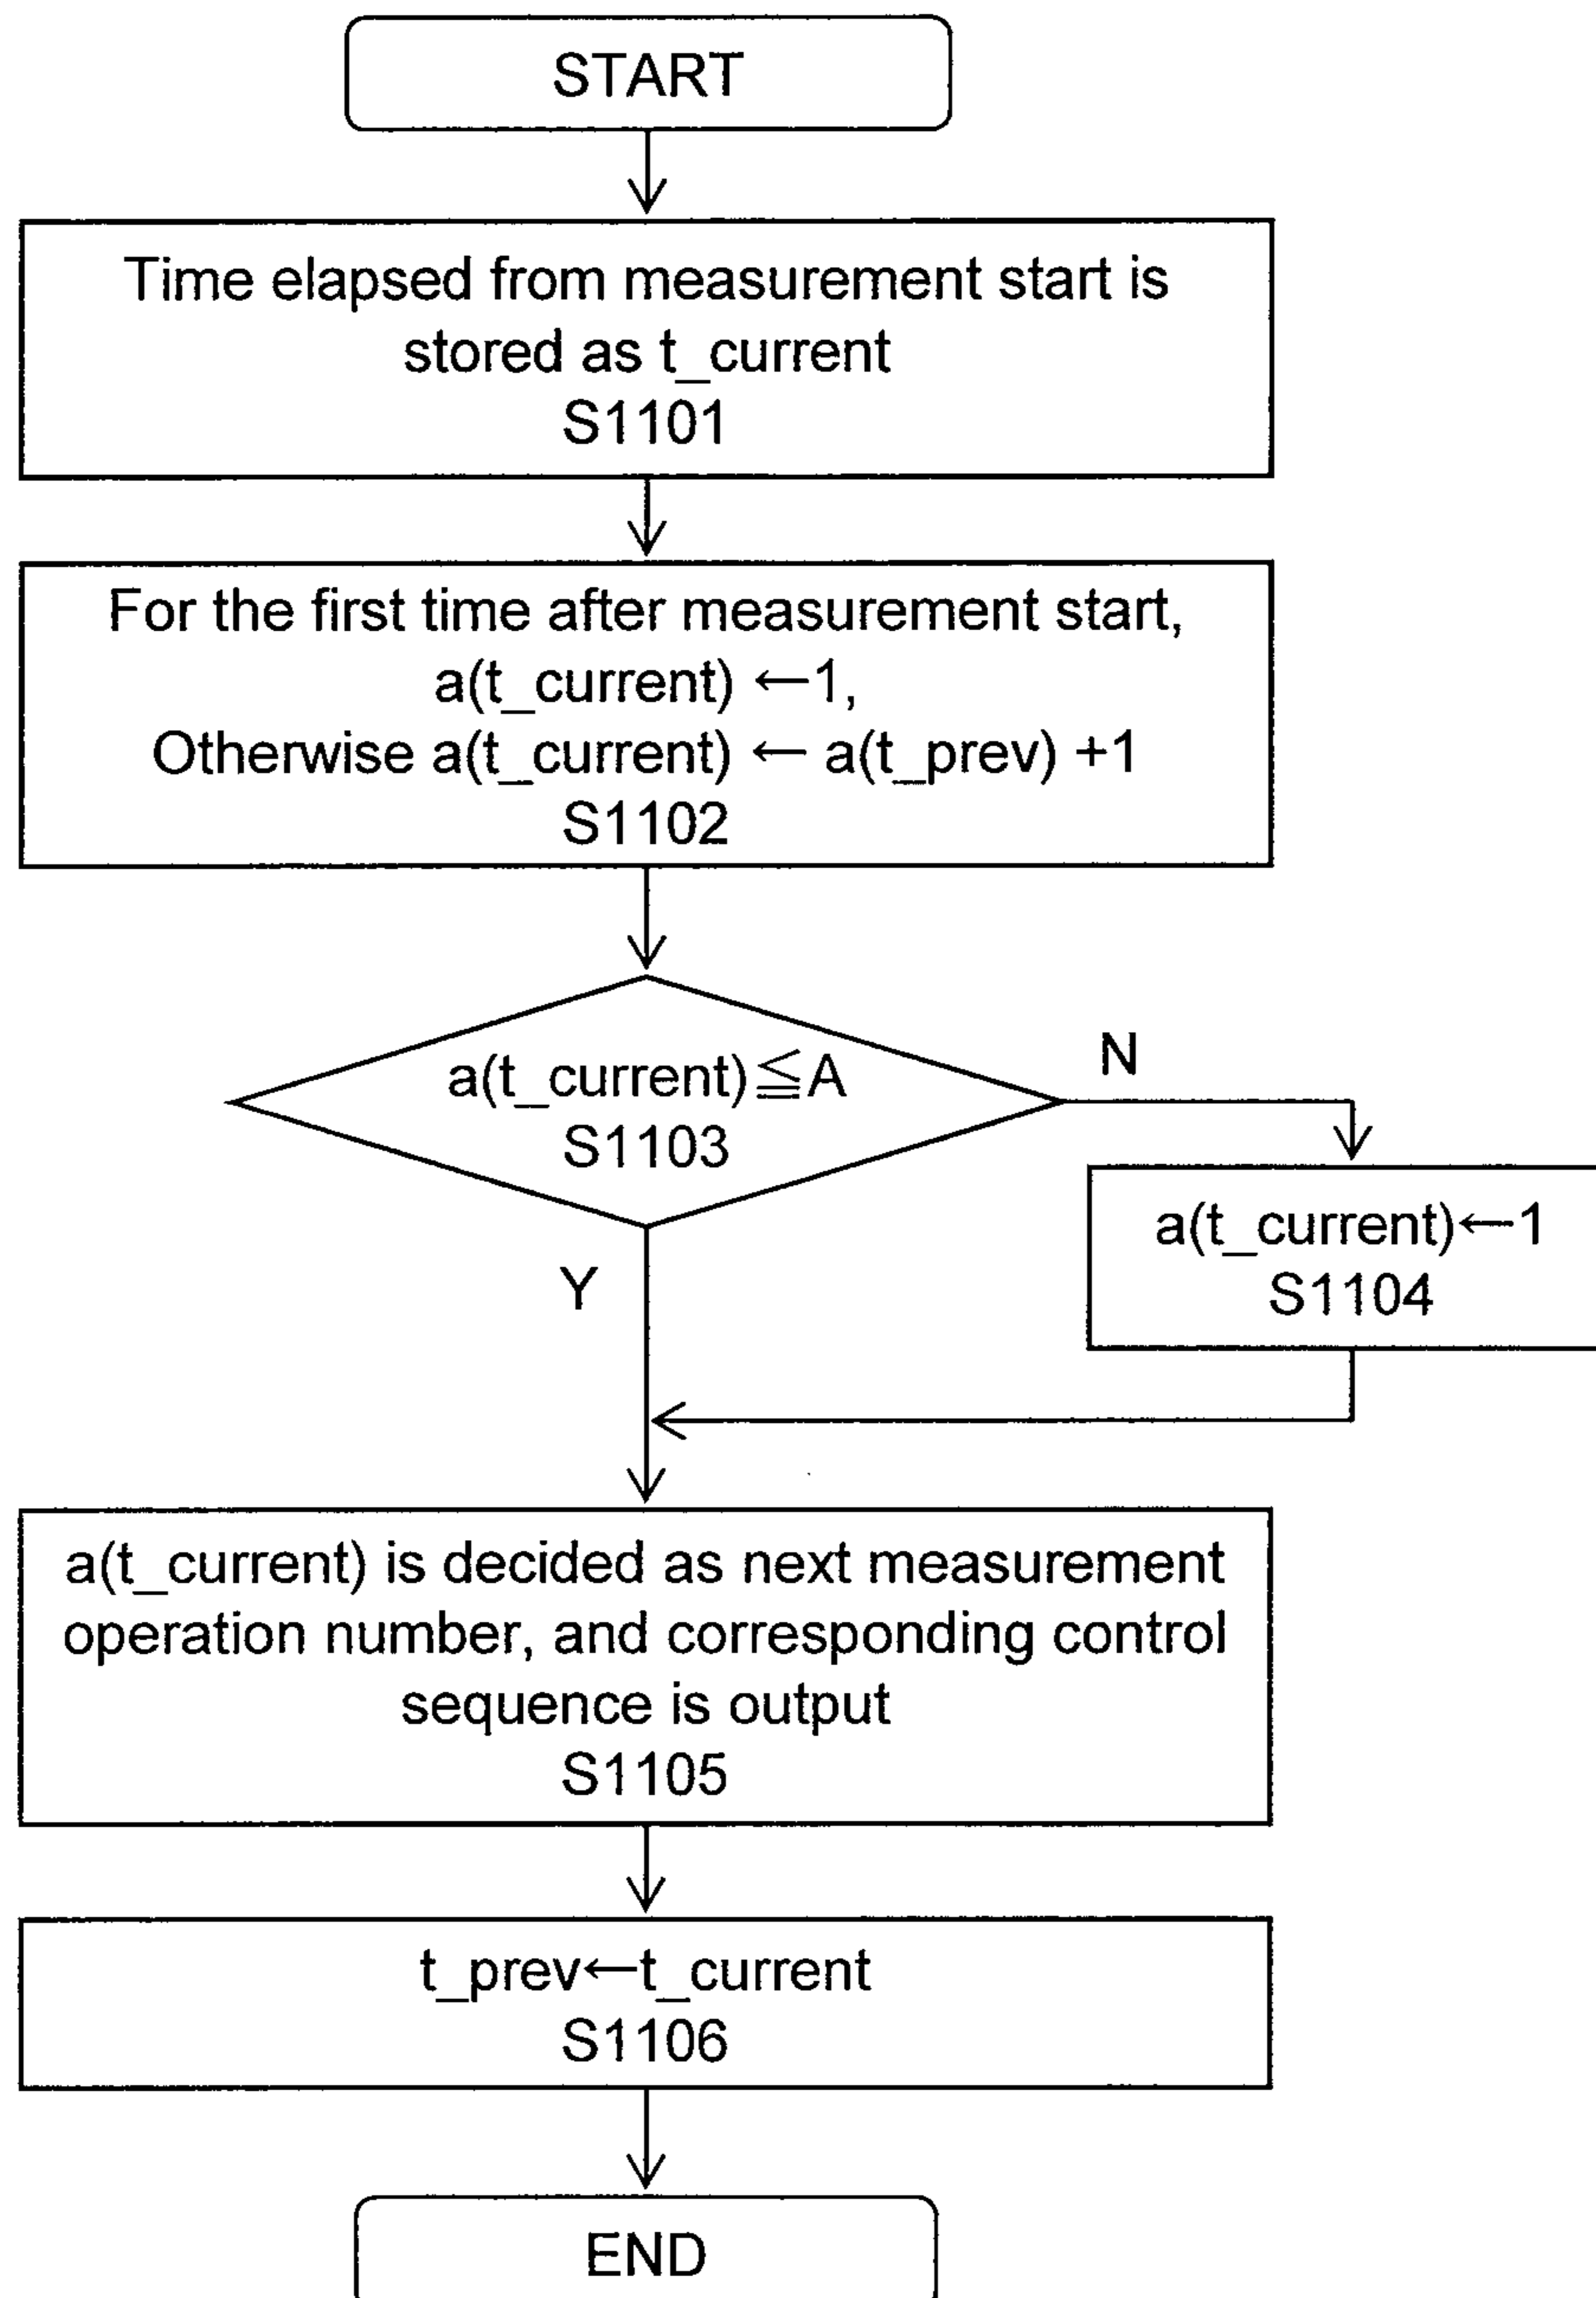 START
Time elapsed from measurement start is
stored as t_current
S1101
For the first time after measurement start,
a(t_current) ←1,
Otherwise a(t_current) ← a(t_prev) +1
S1102
a(t_current)≦A
S1103
N
a(t_current)←1
S1104
Y
a(t_current) is decided as next measurement
operation number, and corresponding control
sequence is output
S1105
t_prev←t_current
S1106
END